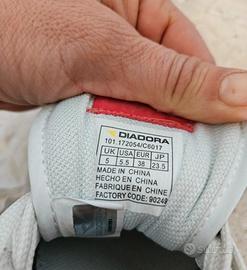 DIADORA
101.172054/C6017
UK USA EUR JP
5 5.5 38 23.5
MADE IN CHINA
HECHO EN CHINA
FABRIQUE EN CHINE
FACTORY CODE: 90249